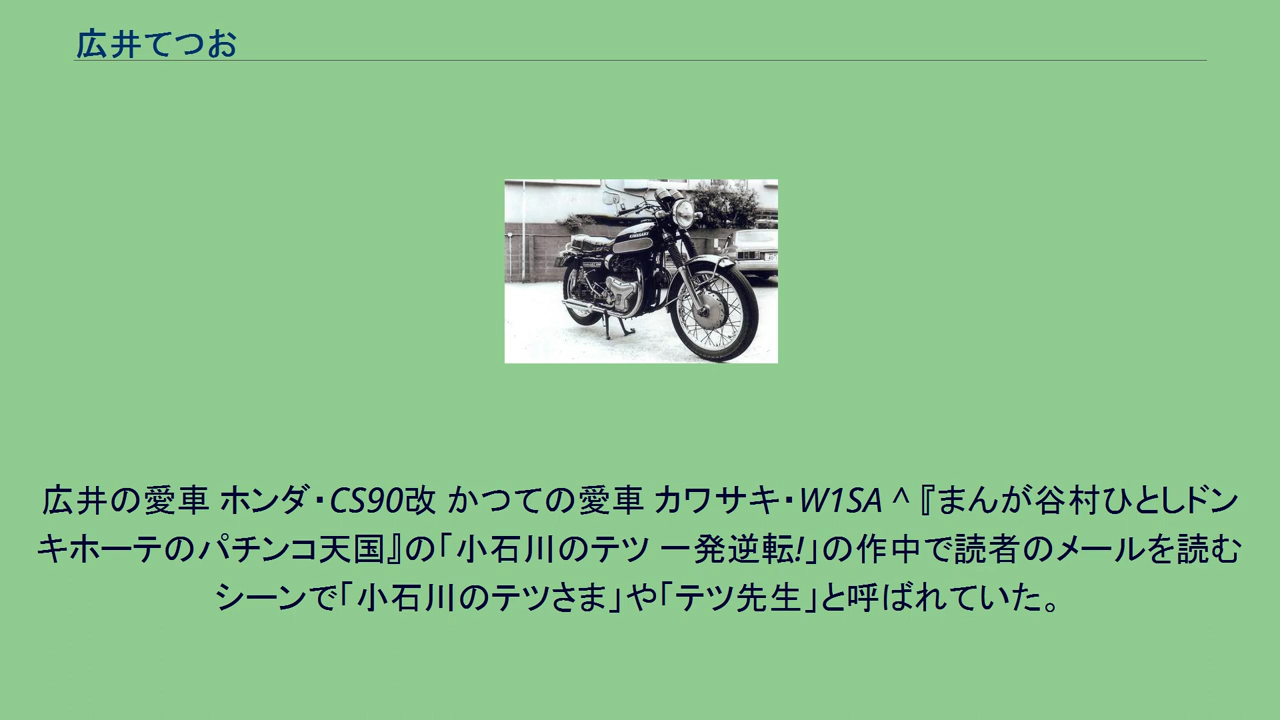 広井てつお
KAWASAKI
広井の愛車 ホンダ・CS90改 かつての愛車 カワサキ・W1SA ^ 『まんが谷村ひとしドン
キホーテのパチンコ天国』の「小石川のテツ 一発逆転!」の作中で読者のメールを読む
シーンで「小石川のテツさま」や「テツ先生」と呼ばれていた。